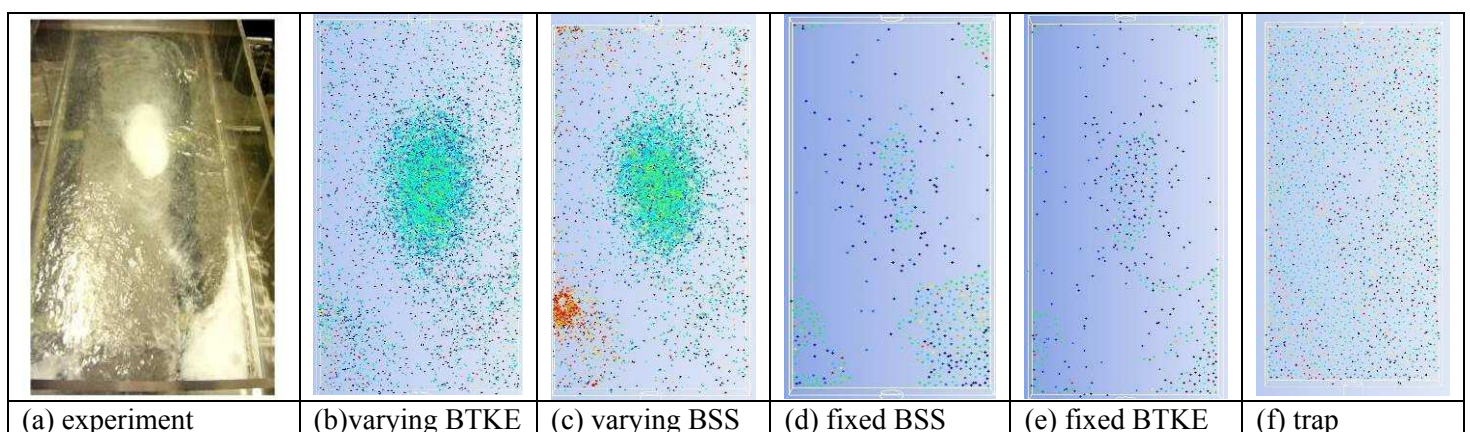 (a) experiment
(b)varying BTKE
(c) varying BSS
(d) fixed BSS
(e) fixed BTKE
(f) trap